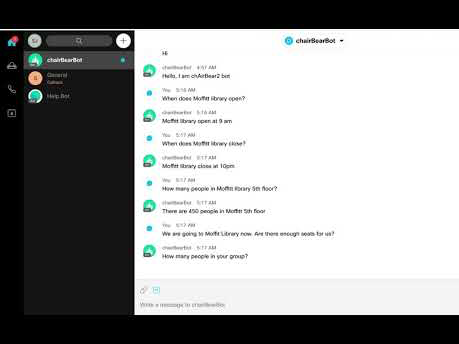 chairBearBot
General
Help Bot
chairBearBot
Hi
chairBearBot 4:57 AM
Hello, I am chAirBear2 bot
You 5:16 AM
When does Moffitt library open?
chairBearBot 5:16 AM
Moffitt library open at 9 am
You 5:17 AM
When does Moffitt library close?
chairBearBot 5:17 AM
Moffitt library close at 10pm
You 5:17 AM
How many people in Moffitt library 5th floor?
chairBearBot 5:17 AM
There are 450 people in Moffitt 5th floor
You 5:17 AM
We are going to Moffit Library now. Are there enough seats for us?
chairBearBot 5:17 AM
How many people in your group?
Write a message to chairBearBot